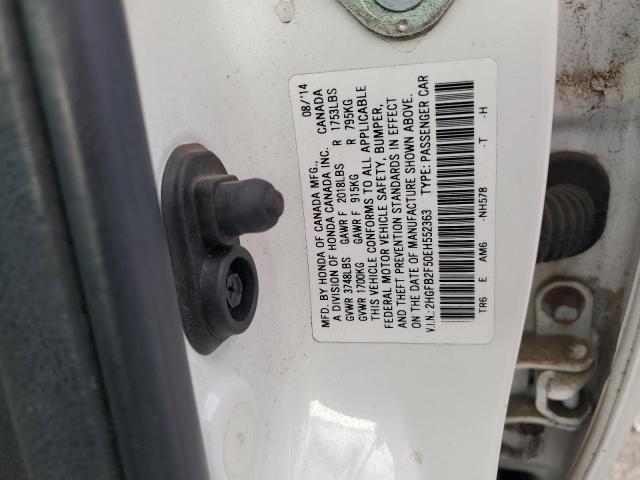 MFD. BY HONDA OF CANADA MFG., 08/'14
A DIVISION OF HONDA CANADA INC. CANADA
GVWR 3748LBS GAWR F 2018LBS R 1753LBS
GVWR 1700KG GAWR F 915KG R 795KG
THIS VEHICLE CONFORMS TO ALL APPLICABLE
FEDERAL MOTOR VEHICLE SAFETY, BUMPER,
AND THEFT PREVENTION STANDARDS IN EFFECT
ON THE DATE OF MANUFACTURE SHOWN ABOVE.
V.I.N.: 2HGFB2F50EH552363 TYPE: PASSENGER CAR
TR6 E AM6 -NH578 -T -H